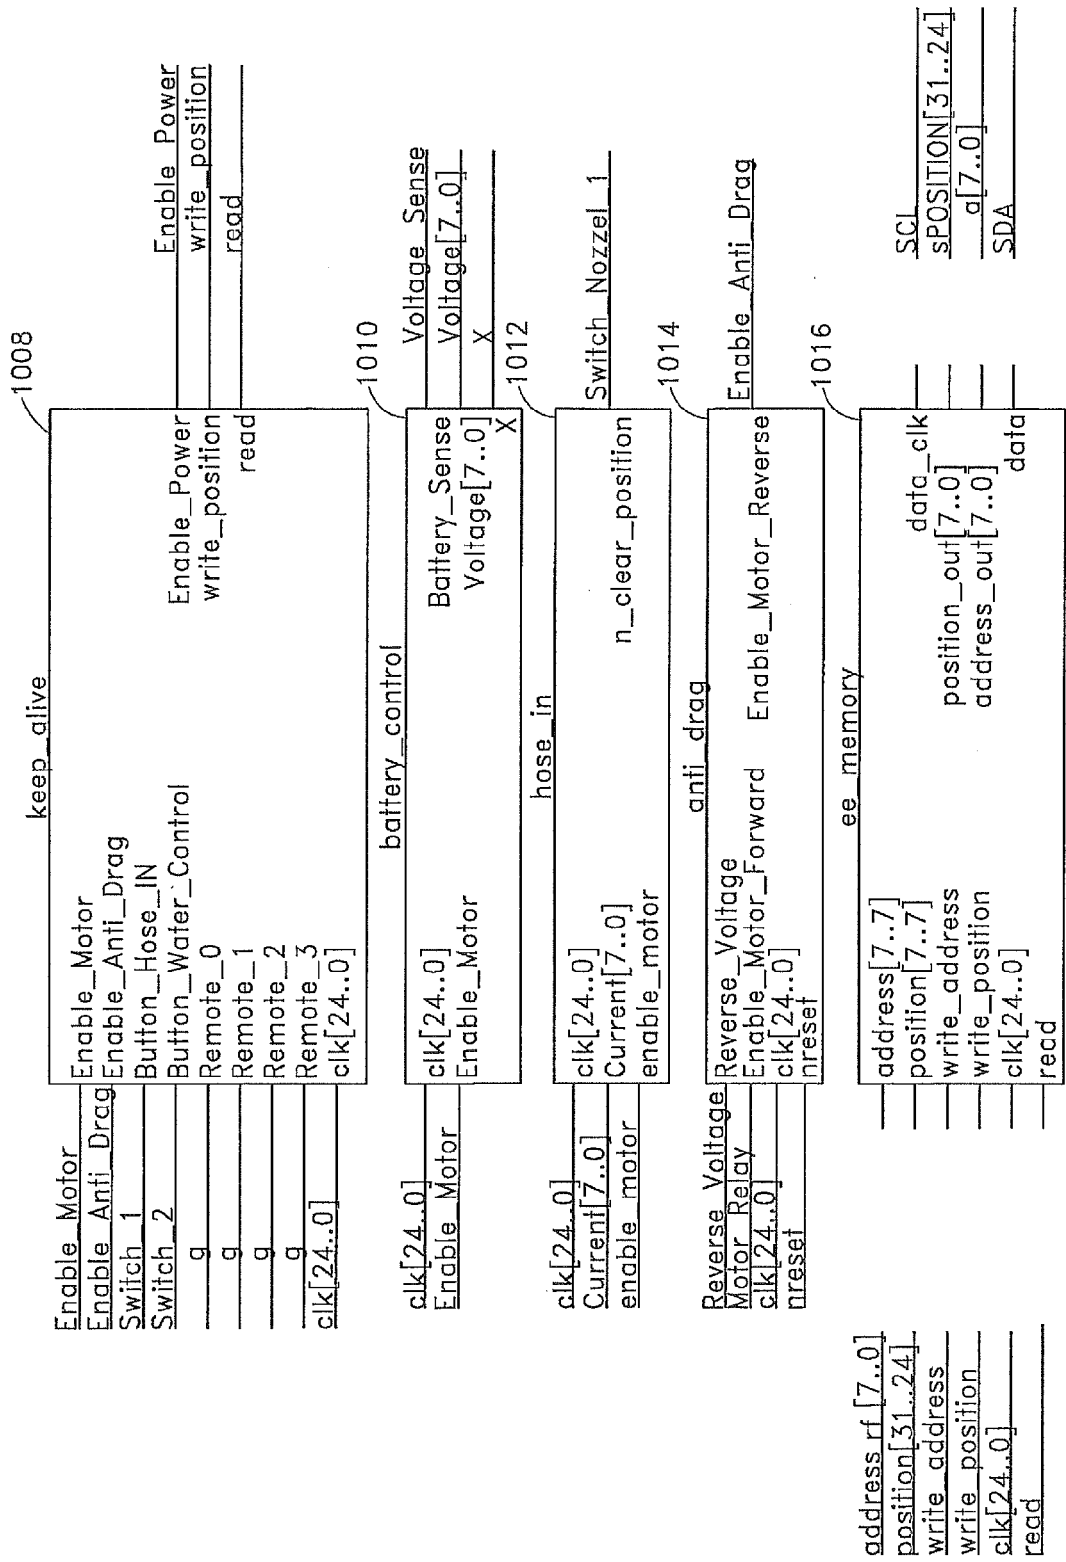 keep_alive
1008
Enable_Motor
Enable_Motor
Enable_Power
Enable_Power
Enable_Anti_Drag
Enable_Anti_Drag
write_position
write_position
Switch_1
Button_Hose_IN
read
read
Switch_2
Button_Water_Control
g
Remote_0
g
Remote_1
g
Remote_2
g
Remote_3
clk[24..0]
clk[24..0]
battery_control
1010
clk[24..0]
clk[24..0]
Battery_Sense
Voltage_Sense
Enable_Motor
Enable_Motor
Voltage[7..0]
Voltage[7..0]
X
X
hose_in
1012
clk[24..0]
clk[24..0]
Current[7..0]
Current[7..0]
n_clear_position
Switch_Nozzel_1
enable_motor
enable_motor
anti_drag
1014
Reverse_Voltage
Reverse_Voltage
Motor_Relay
Enable_Motor_Forward
Enable_Motor_Reverse
Enable_Anti_Drag
clk[24..0]
clk[24..0]
nreset
nreset
ee_memory
1016
address_rf [7..0]
address[7..7]
data_clk
SCL
position[31..24]
position[7..7]
position_out[7..0]
sPOSITION[31..24]
write_address
write_address
address_out[7..0]
a[7..0]
write_position
write_position
data
SDA
clk[24..0]
clk[24..0]
read
read